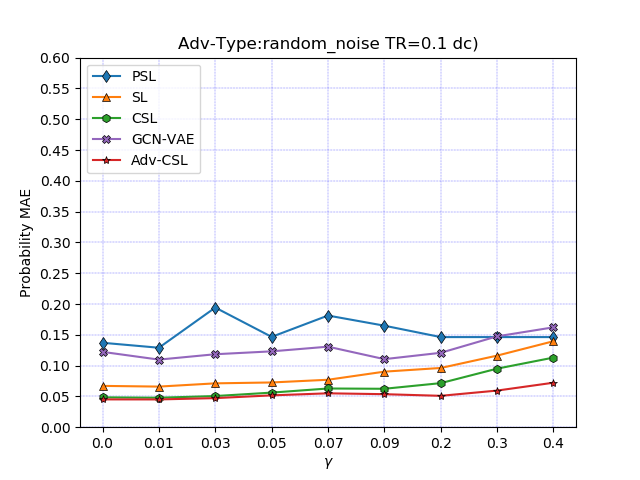 Adv-Type:random_noise TR=0.1 dc)
Probability MAE
0.60
0.55
0.50
0.45
0.40
0.35
0.30
0.25
0.20
0.15
0.10
0.05
0.00
PSL
SL
CSL
GCN-VAE
Adv-CSL
0.0 0.01 0.03 0.05 0.07 0.09 0.2 0.3 0.4
γ